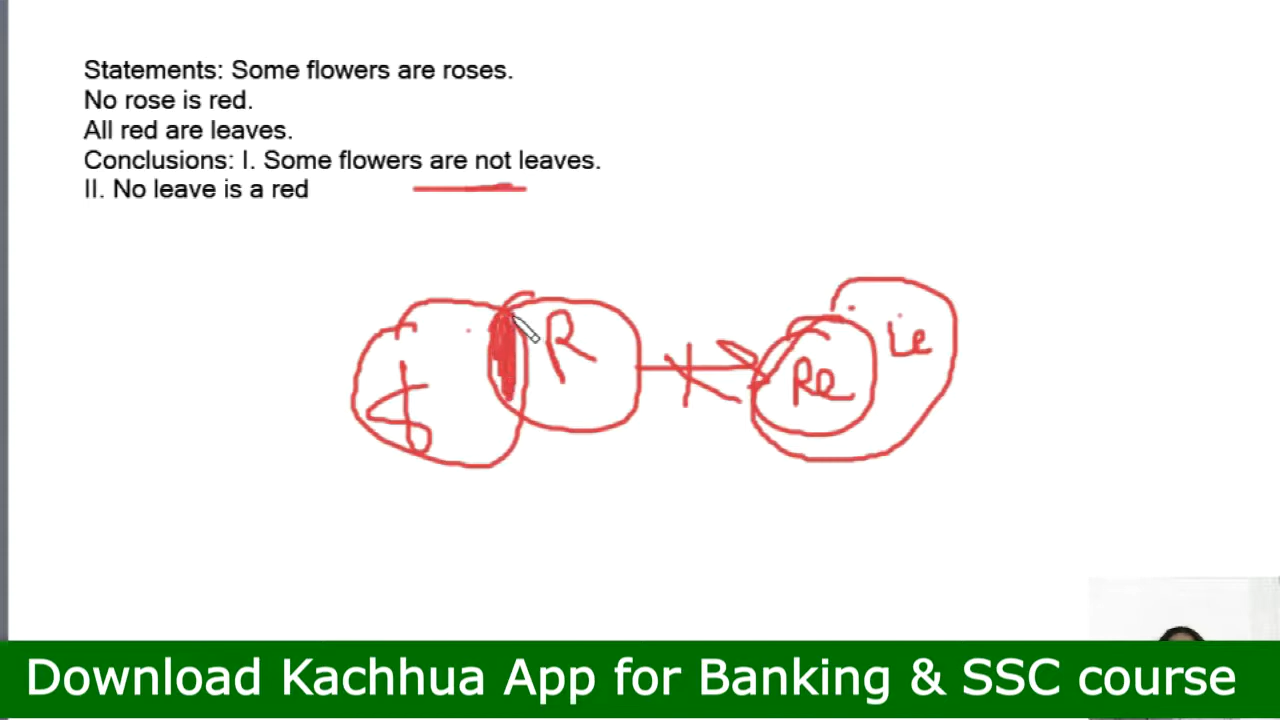 Statements: Some flowers are roses.
No rose is red.
All red are leaves.
Conclusions: I. Some flowers are not leaves.
II. No leave is a red
f
R
Re
Le
Download Kachhua App for Banking & SSC course